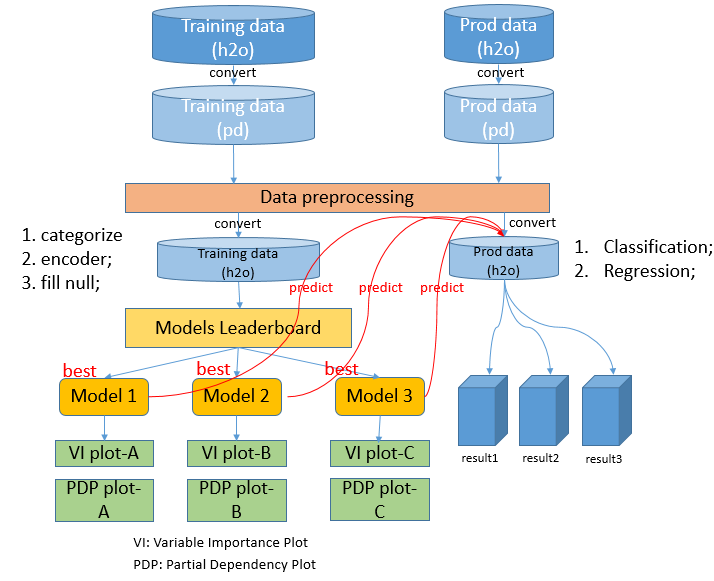 Training data
(h2o)
Prod data
(h2o)
convert
convert
Training data
(pd)
Prod data
(pd)
Data preprocessing
convert
convert
1. categorize
2. encoder;
3. fill null;
Training data
(h2o)
Prod data
(h2o)
1. Classification;
2. Regression;
predict
predict
predict
Models Leaderboard
best
best
best
Model 1
Model 2
Model 3
VI plot-A
VI plot-B
VI plot-C
result1
result2
result3
PDP plot-
A
PDP plot-
B
PDP plot-
C
VI: Variable Importance Plot
PDP: Partial Dependency Plot